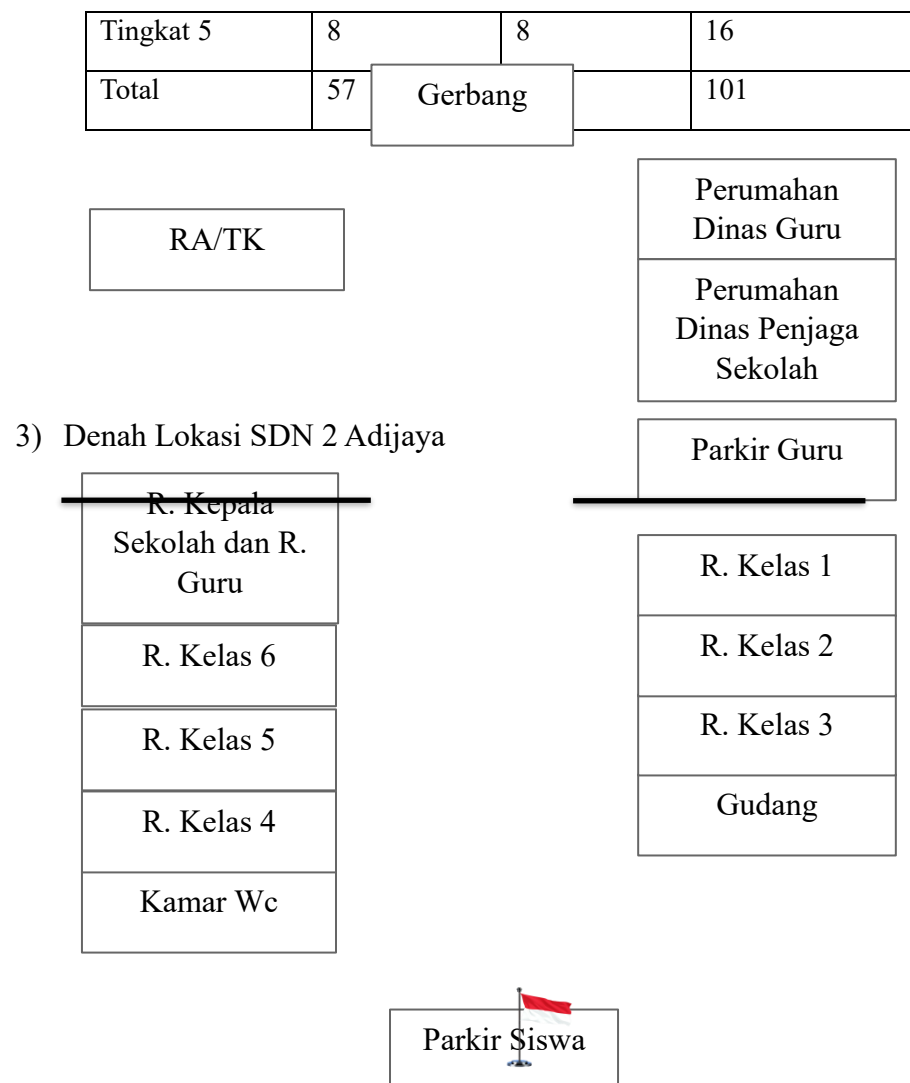 Tingkat 5 8 8 16
Total 57 101
Gerbang
RA/TK
Perumahan
Dinas Guru
Perumahan
Dinas Penjaga
Sekolah
3) Denah Lokasi SDN 2 Adijaya
Parkir Guru
R. Kepala
Sekolah dan R.
Guru
R. Kelas 6
R. Kelas 5
R. Kelas 4
Kamar Wc
R. Kelas 1
R. Kelas 2
R. Kelas 3
Gudang
Parkir Siswa